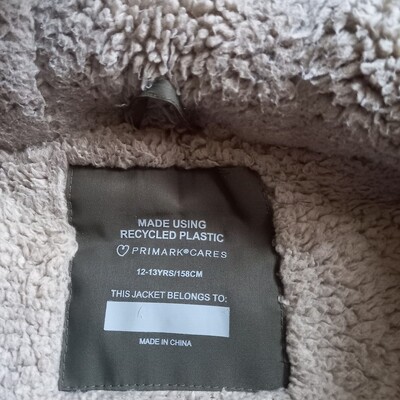 MADE USING
RECYCLED PLASTIC
PRIMARK®CARES
12-13YRS/158CM
THIS JACKET BELONGS TO:
MADE IN CHINA